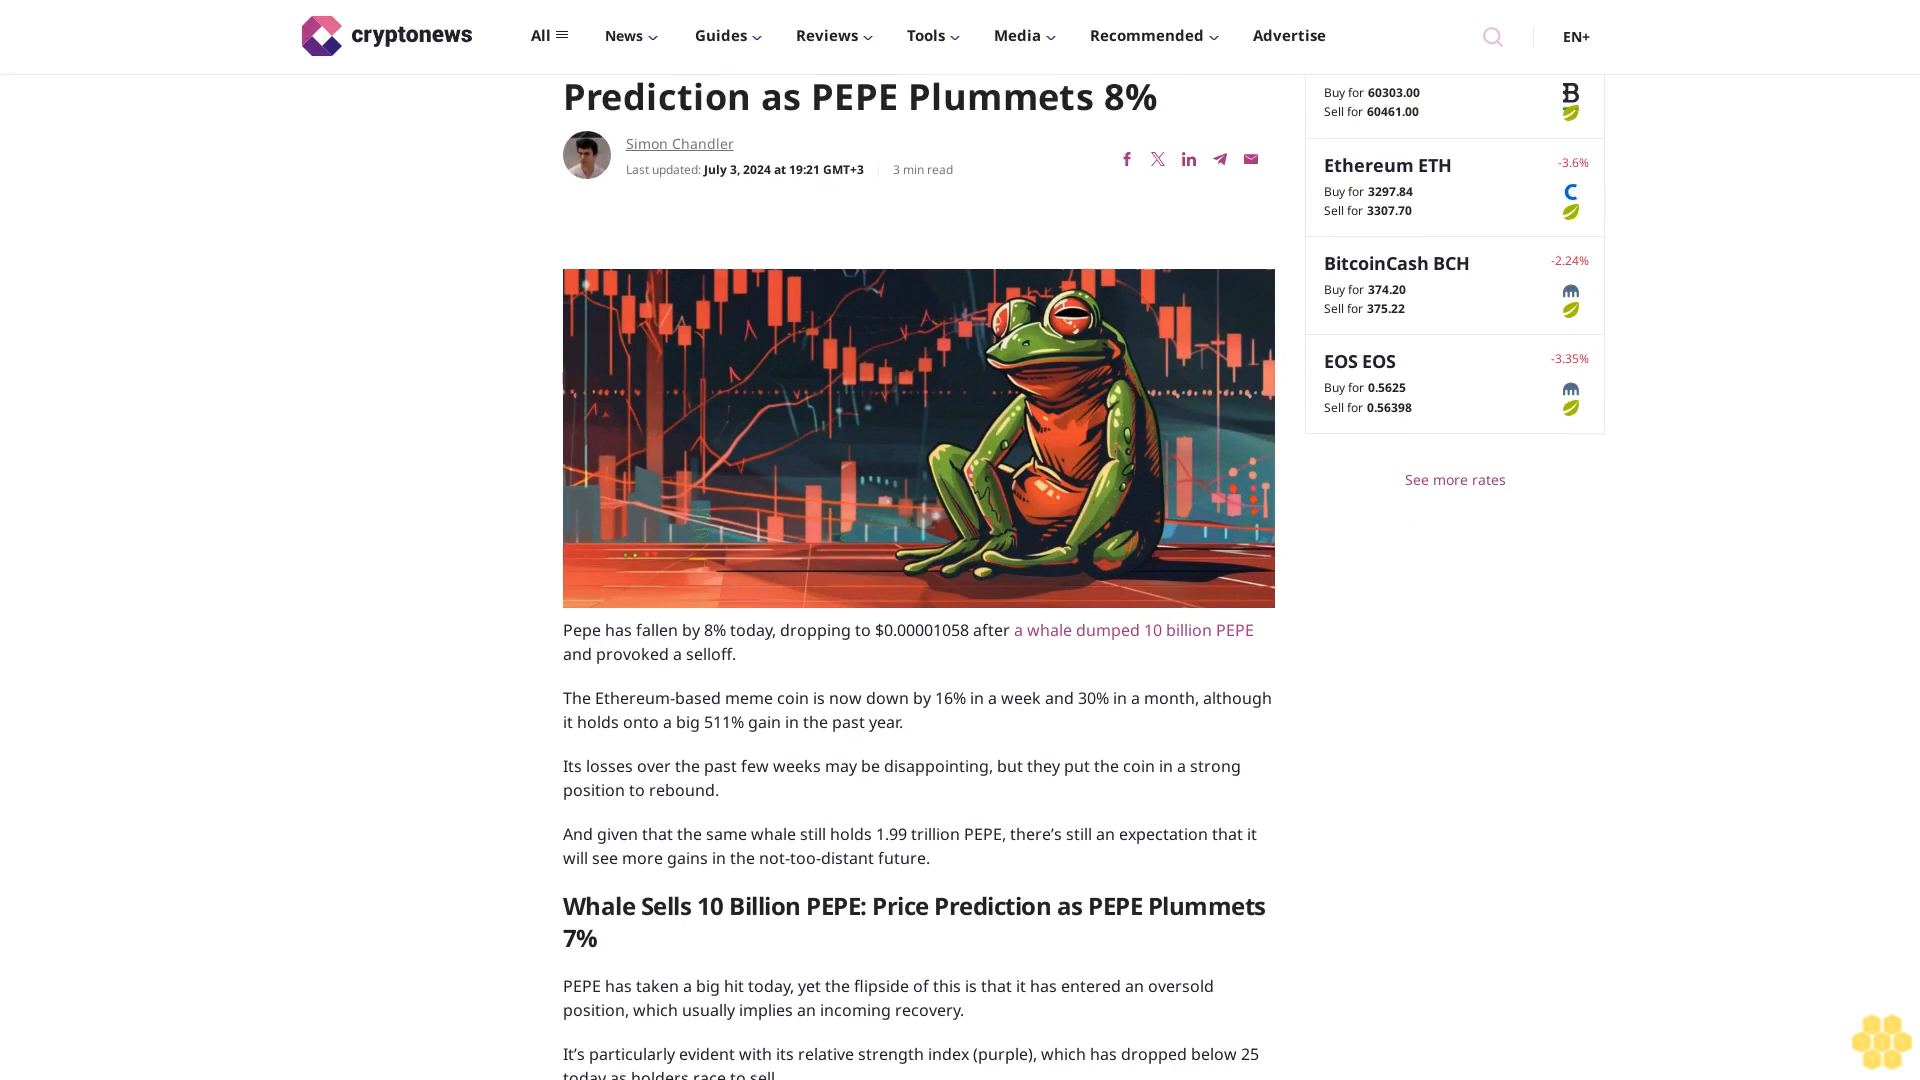 cryptonews
All
News
Guides
Reviews
Tools
Media
Recommended
Advertise
EN+
Prediction as PEPE Plummets 8%
Simon Chandler
Last updated: July 3, 2024 at 19:21 GMT+3
3 min read
Pepe has fallen by 8% today, dropping to $0.00001058 after a whale dumped 10 billion PEPE
and provoked a selloff.
The Ethereum-based meme coin is now down by 16% in a week and 30% in a month, although
it holds onto a big 511% gain in the past year.
Its losses over the past few weeks may be disappointing, but they put the coin in a strong
position to rebound.
And given that the same whale still holds 1.99 trillion PEPE, there’s still an expectation that it
will see more gains in the not-too-distant future.
Whale Sells 10 Billion PEPE: Price Prediction as PEPE Plummets
7%
PEPE has taken a big hit today, yet the flipside of this is that it has entered an oversold
position, which usually implies an incoming recovery.
It’s particularly evident with its relative strength index (purple), which has dropped below 25
today as holders race to sell.
Buy for 60303.00
Sell for 60461.00
Ethereum ETH
-3.6%
Buy for 3297.84
Sell for 3307.70
BitcoinCash BCH
-2.24%
Buy for 374.20
Sell for 375.22
EOS EOS
-3.35%
Buy for 0.5625
Sell for 0.56398
See more rates